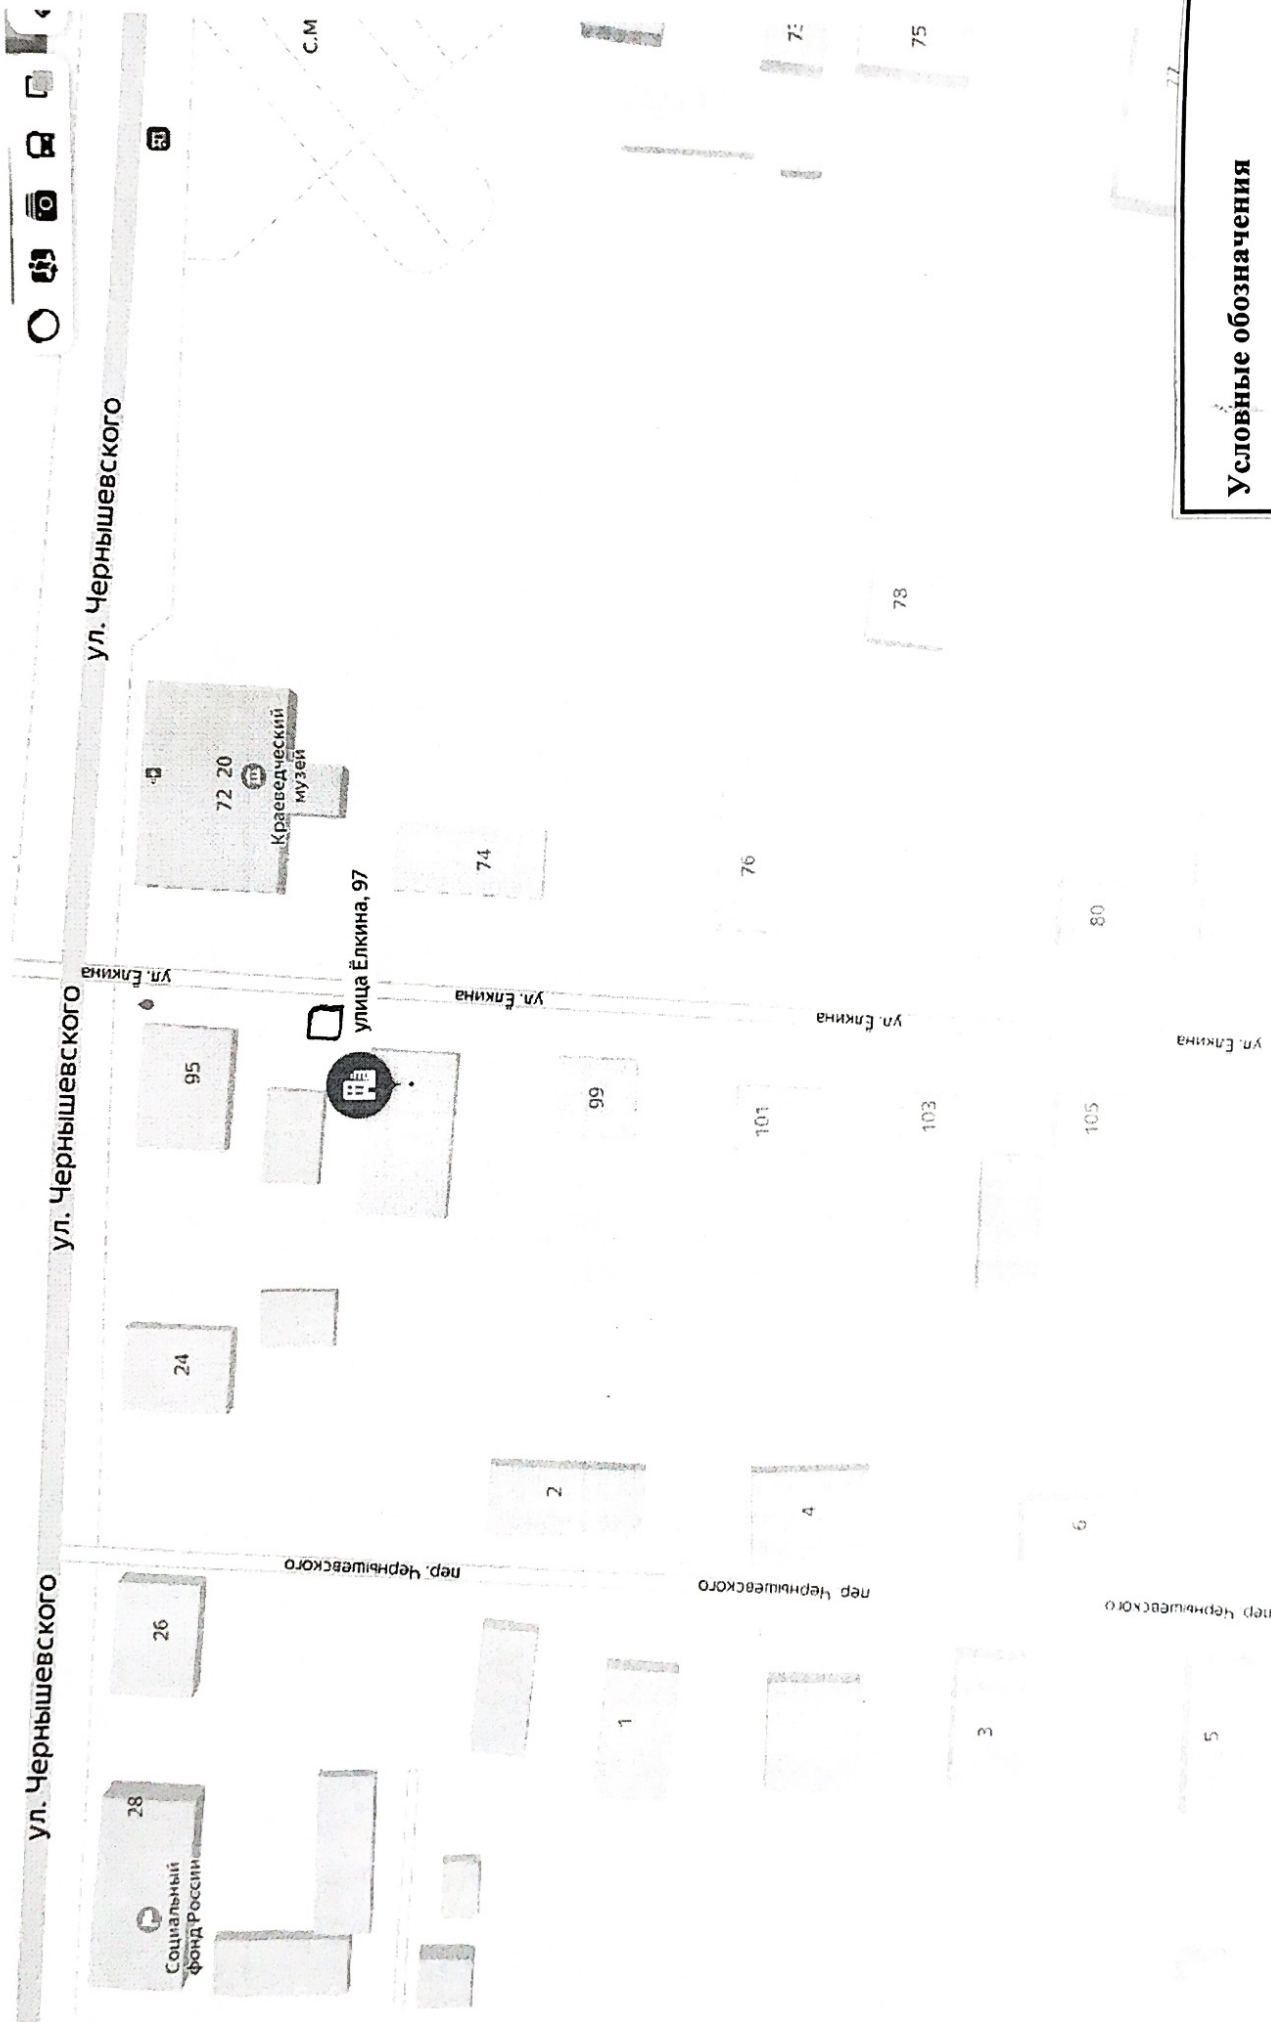 ул. Чернышевского
ул. Чернышевского
ул. Чернышевского
28
Социальный
фонд России
26
24
95
ул. Ёлкина
72 20
Краеведческий
музей
С.М
улица Ёлкина, 97
74
ул. Ёлкина
пер. Чернышевского
2
99
1
76
101
ул. Ёлкина
4
пер Чернышевского
78
75
103
3
6
105
80
77
ул. Ёлкина
пер Чернышевского
5
Условные обозначения